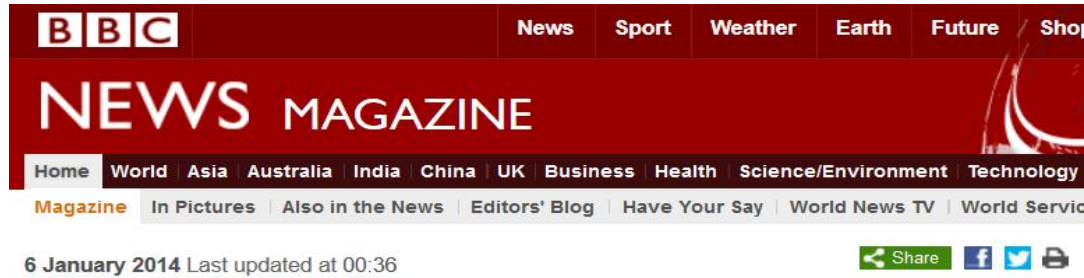 BBC News Sport Weather Earth Future
NEWS MAGAZINE
Home World Asia Australia India China UK Business Health Science/Environment Technology
Magazine In Pictures Also in the News Editors' Blog Have Your Say World News TV World
6 January 2014 Last updated at 00:36 Share f